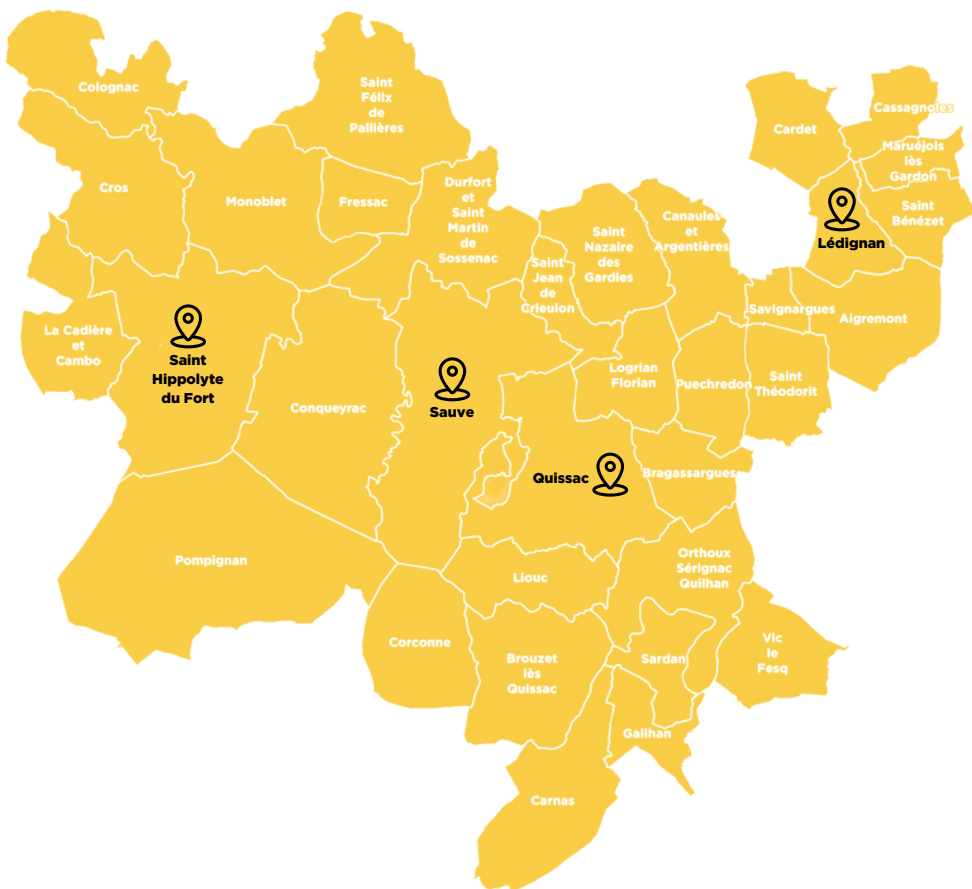 Colognac
Saint
Félix
de
Pallières
Cardet
Cassagnoles
Maruéjols
lès
Gardon
Cros
Monoblet
Fressac
Durfort
et
Saint
Martin
de
Sossenac
Saint
Nazaire
des
Gardies
Canaules
et
Argentières
Saint
Bénézet
Lédignan
Saint
Jean
de
Crieulon
Savignargues
Aigremont
La Cadière
et
Cambo
Saint
Hippolyte
du Fort
Conqueyrac
Sauve
Logrian
Florian
Puechredon
Saint
Théodorit
Quissac
Bragassargues
Pompignan
Liouc
Orthoux
Sérignac
Quilhan
Corconne
Brouzet
lès
Quissac
Sardan
Vic
le
Fesq
Gailhan
Carnas